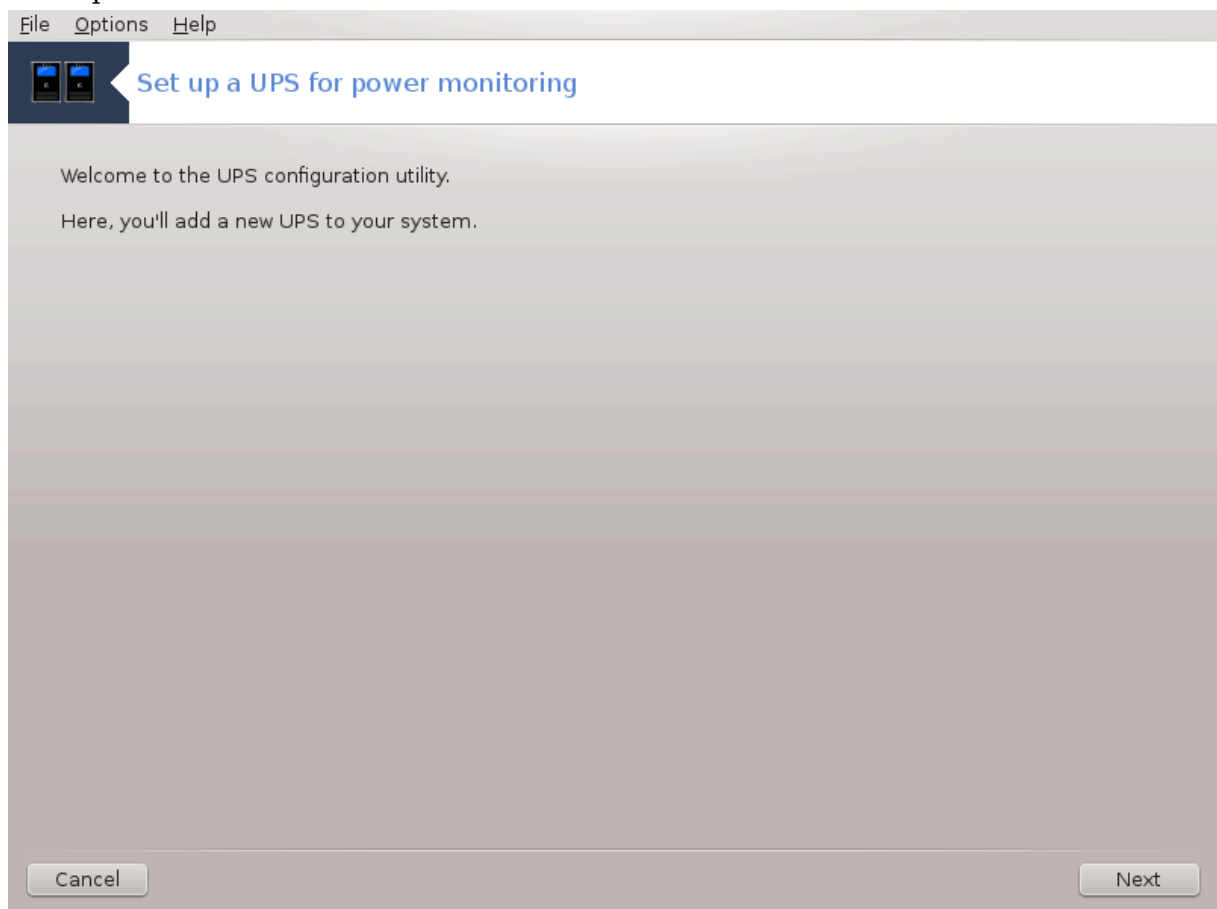 File Options Help
Set up a UPS for power monitoring
Welcome to the UPS configuration utility.
Here, you'll add a new UPS to your system.
Cancel Next